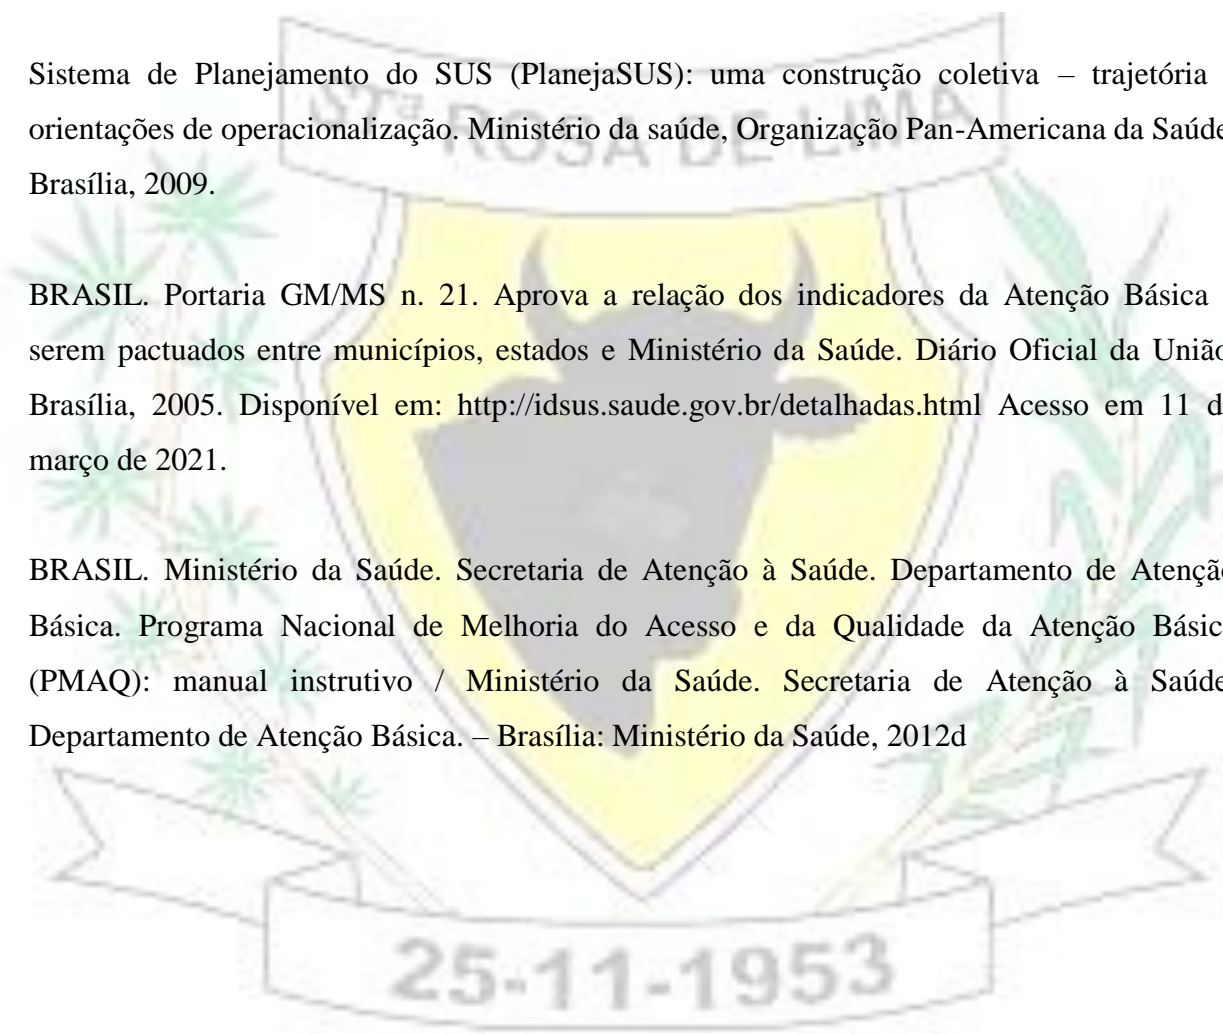 Sistema de Planejamento do SUS (PlanejaSUS): uma construção coletiva – trajetória
orientações de operacionalização. Ministério da saúde, Organização Pan-Americana da Saúde
Brasília, 2009.
BRASIL. Portaria GM/MS n. 21. Aprova a relação dos indicadores da Atenção Básica
serem pactuados entre municípios, estados e Ministério da Saúde. Diário Oficial da União
Brasília, 2005. Disponível em: http://idsus.saude.gov.br/detalhadas.html Acesso em 11 d
março de 2021.
BRASIL. Ministério da Saúde. Secretaria de Atenção à Saúde. Departamento de Atenção
Básica. Programa Nacional de Melhoria do Acesso e da Qualidade da Atenção Básic
(PMAQ): manual instrutivo / Ministério da Saúde. Secretaria de Atenção à Saúde
Departamento de Atenção Básica. – Brasília: Ministério da Saúde, 2012d
STª ROSA DE LIMA
25-11-1953